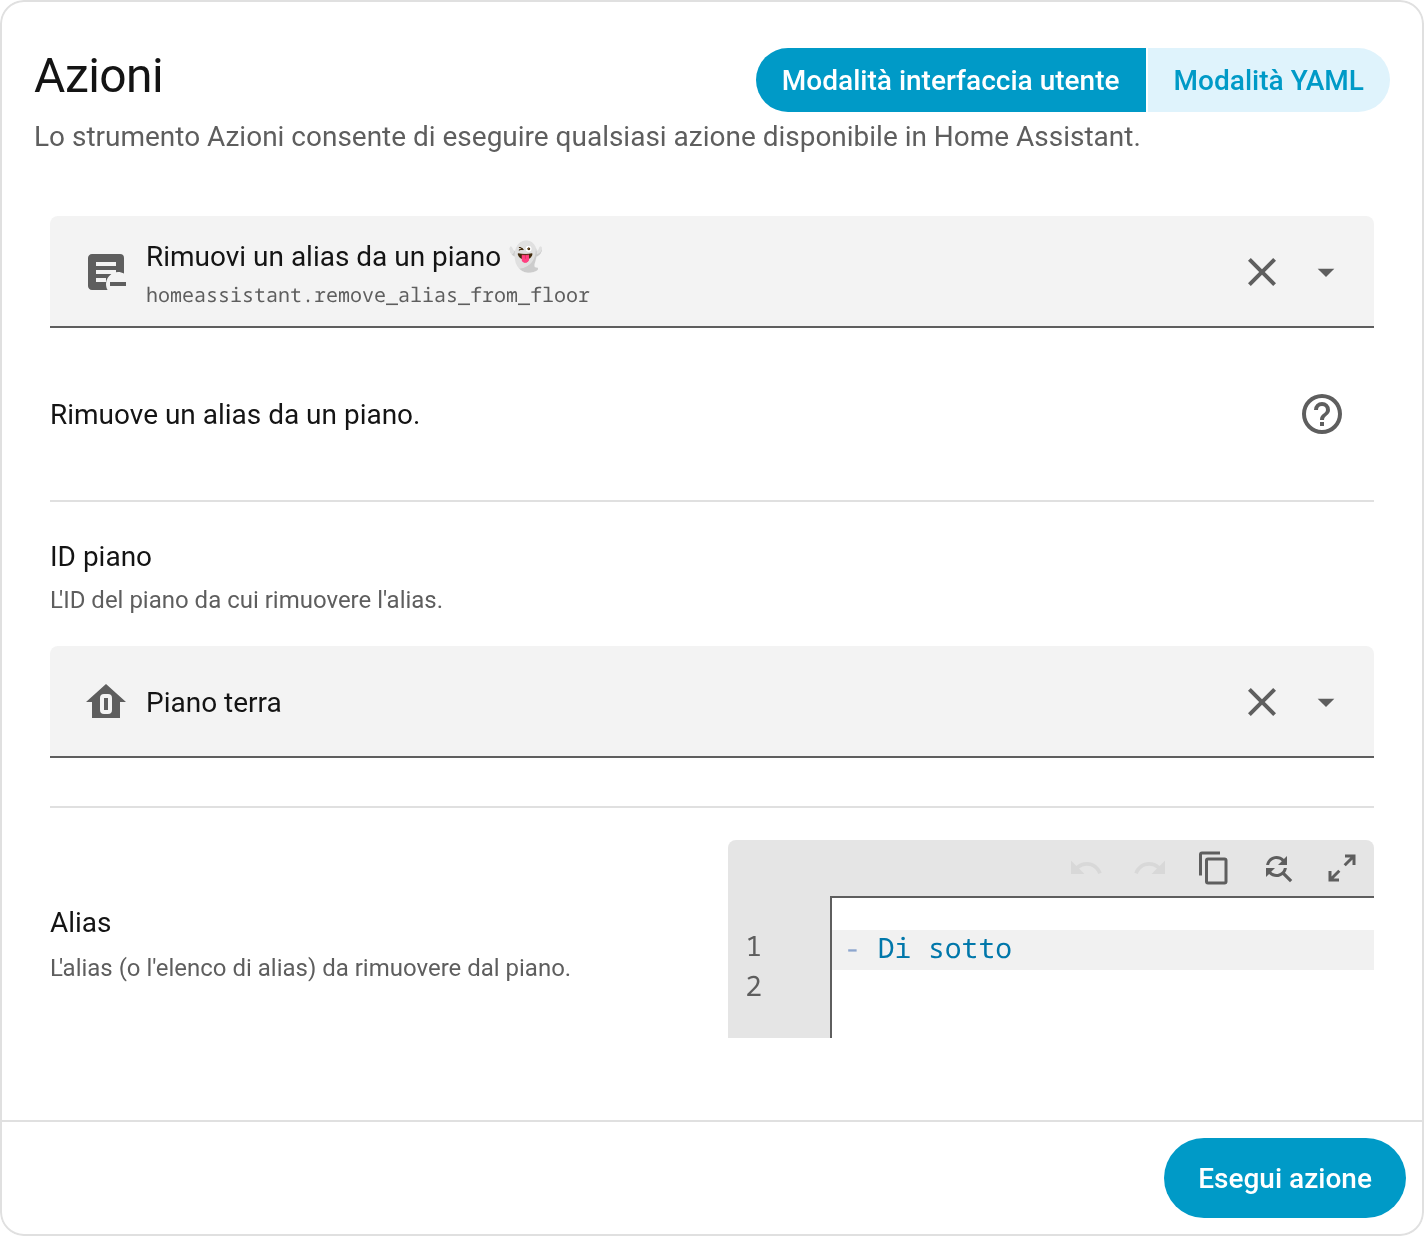 Azioni
Modalità interfaccia utente
Modalità YAML
Lo strumento Azioni consente di eseguire qualsiasi azione disponibile in Home Assistant.
Rimuovi un alias da un piano 👻
homeassistant.remove_alias_from_floor
Rimuove un alias da un piano.
ID piano
L'ID del piano da cui rimuovere l'alias.
Piano terra
Alias
L'alias (o l'elenco di alias) da rimuovere dal piano.
1 - Di sotto
2
Esegui azione